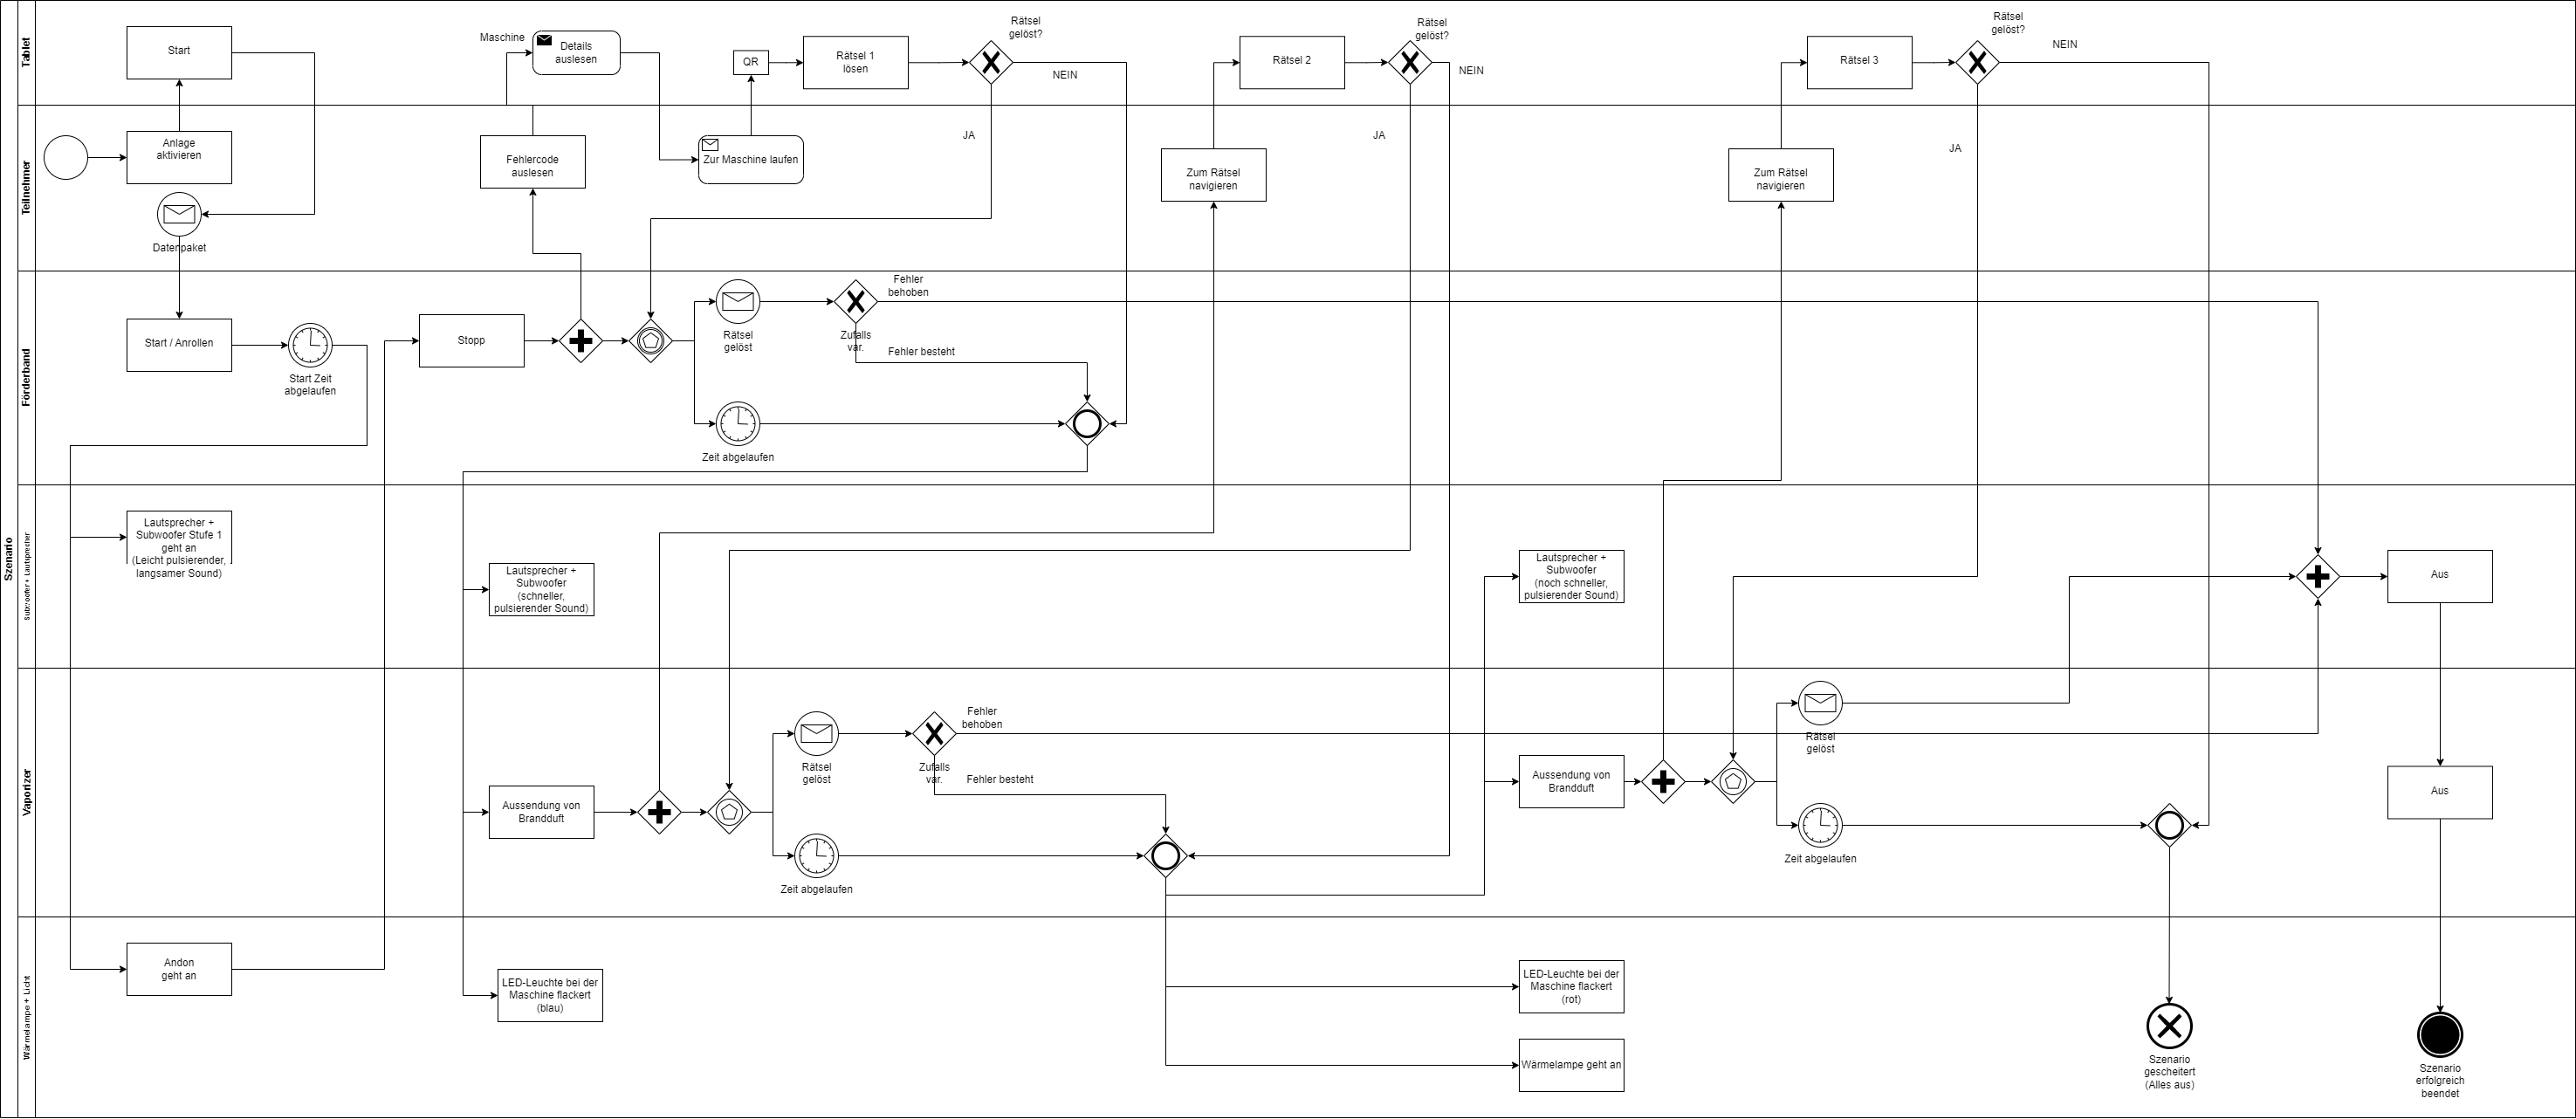 Szenario
Tablet
Start
Maschine
Details
auslesen
QR
Rätsel 1
lösen
Rätsel
gelöst?
NEIN
JA
Rätsel 2
Rätsel
gelöst?
NEIN
JA
Rätsel 3
Rätsel
gelöst?
NEIN
JA
Teilnehmer
Anlage
aktivieren
Datenpaket
Fehlercode
auslesen
Zur Maschine laufen
Zum Rätsel
navigieren
Zum Rätsel
navigieren
Förderband
Start / Anrollen
Start Zeit
abgelaufen
Stopp
Rätsel
gelöst
Zeit abgelaufen
Fehler
behoben
Zufalls
var.
Fehler besteht
Subwoofer + Lautsprecher
Lautsprecher +
Subwoofer Stufe 1
geht an
(Leicht pulsierender,
langsamer Sound)
Lautsprecher +
Subwoofer
(schneller,
pulsierender Sound)
Lautsprecher +
Subwoofer
(noch schneller,
pulsierender Sound)
Aus
Vaporizer
Aussendung von
Brandduft
Rätsel
gelöst
Zeit abgelaufen
Fehler
behoben
Zufalls
var.
Fehler besteht
Aussendung von
Brandduft
Rätsel
gelöst
Zeit abgelaufen
Aus
Wärmelampe + Licht
Andon
geht an
LED-Leuchte bei der
Maschine flackert
(blau)
LED-Leuchte bei der
Maschine flackert
(rot)
Wärmelampe geht an
Szenario
gescheitert
(Alles aus)
Szenario
erfolgreich
beendet